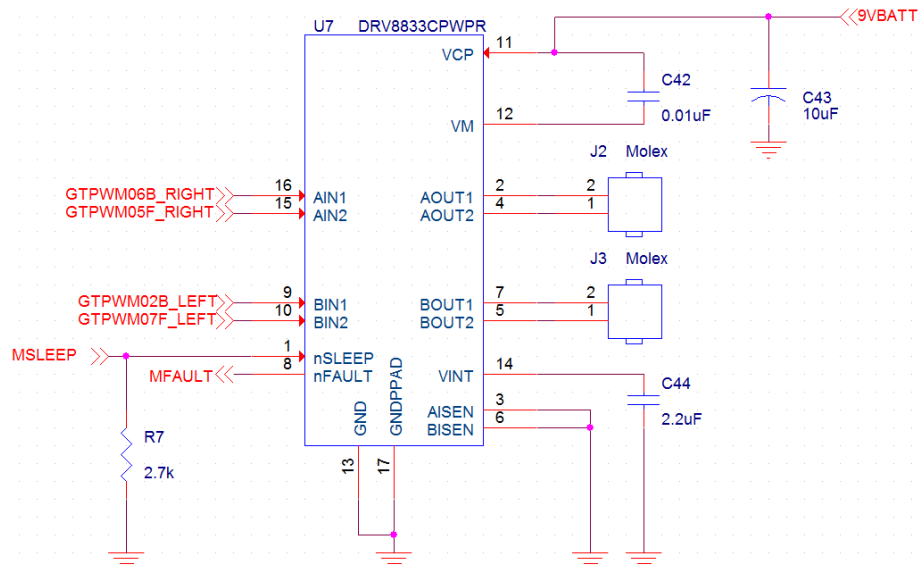 U7 DRV8833CPWPR
9VBATT
VCP 11
C42
0.01uF
C43
10uF
VM 12
J2 Molex
GTPWM06B_RIGHT 16 AIN1 AOUT1 2 2
GTPWM05F_RIGHT 15 AIN2 AOUT2 4 1
J3 Molex
GTPWM02B_LEFT 9 BIN1 BOUT1 7 2
GTPWM07F_LEFT 10 BIN2 BOUT2 5 1
MSLEEP 1 nSLEEP
MFAULT 8 nFAULT VINT 14
C44
2.2uF
AISEN 3
BISEN 6
GND GNDPPAD
13 17
R7
2.7k